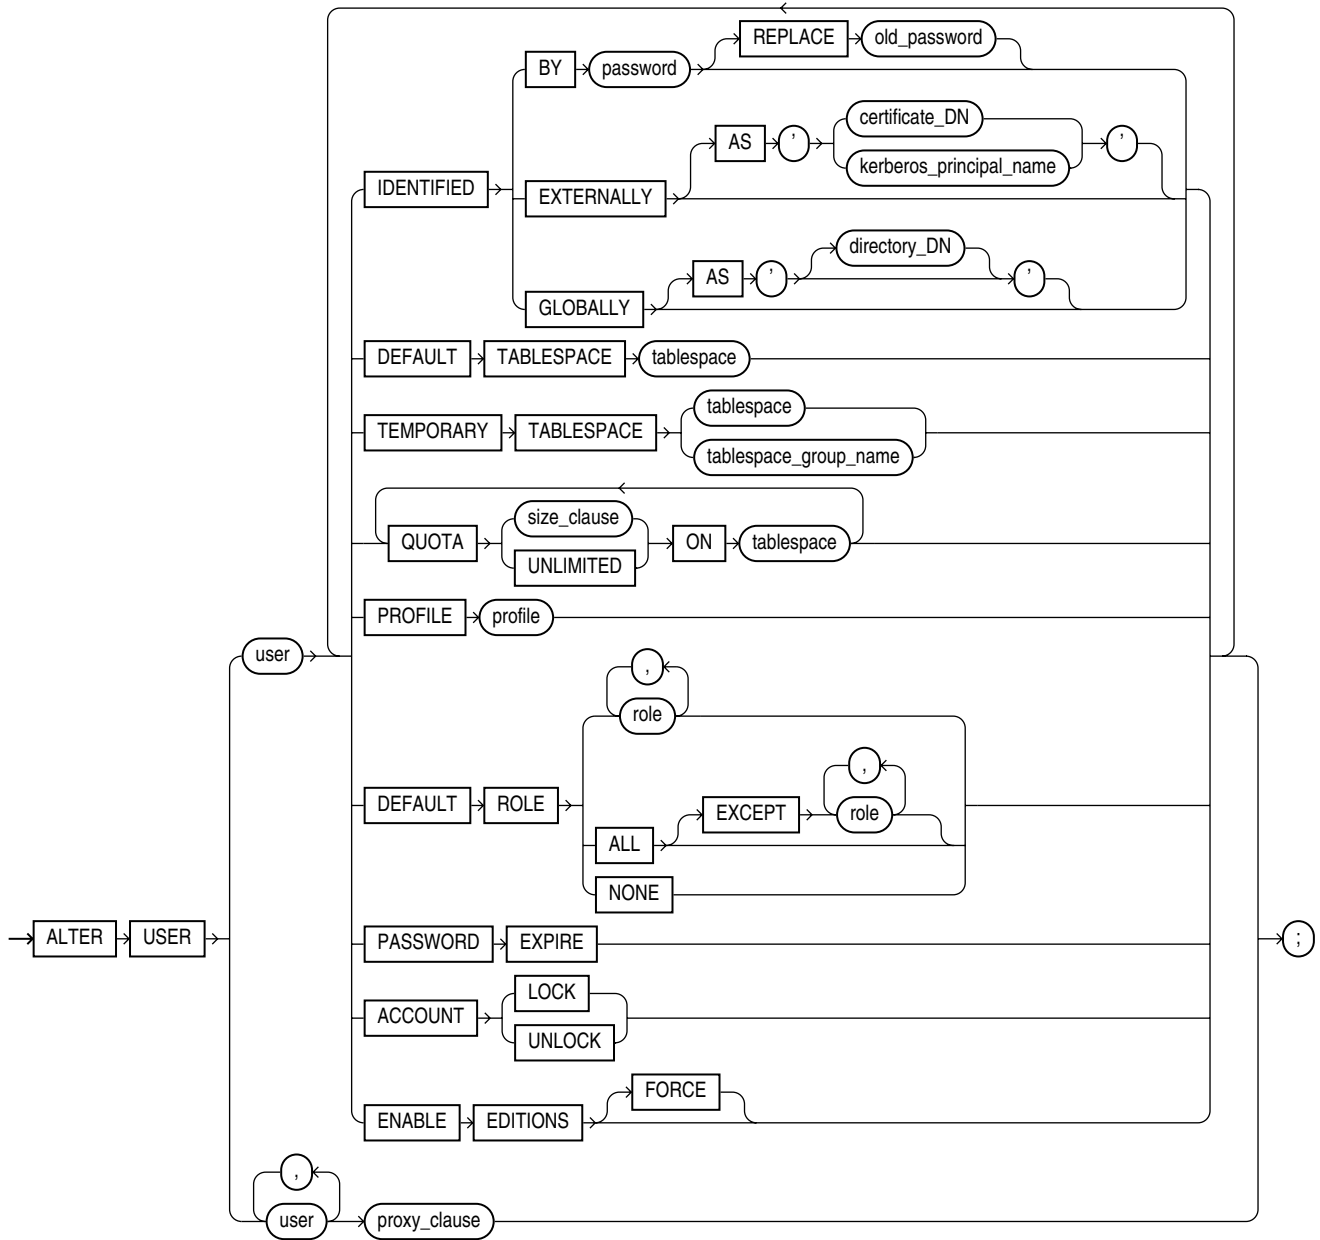 REPLACE old_password
BY password
certificate_DN
AS ' '
kerberos_principal_name
IDENTIFIED
EXTERNALLY
directory_DN
AS ' '
GLOBALLY
DEFAULT TABLESPACE tablespace
tablespace
TEMPORARY TABLESPACE
tablespace_group_name
size_clause
QUOTA ON tablespace
UNLIMITED
PROFILE profile
user
,
role
,
DEFAULT ROLE EXCEPT role
ALL
NONE
ALTER USER PASSWORD EXPIRE ;
LOCK
ACCOUNT
UNLOCK
FORCE
ENABLE EDITIONS
,
user proxy_clause